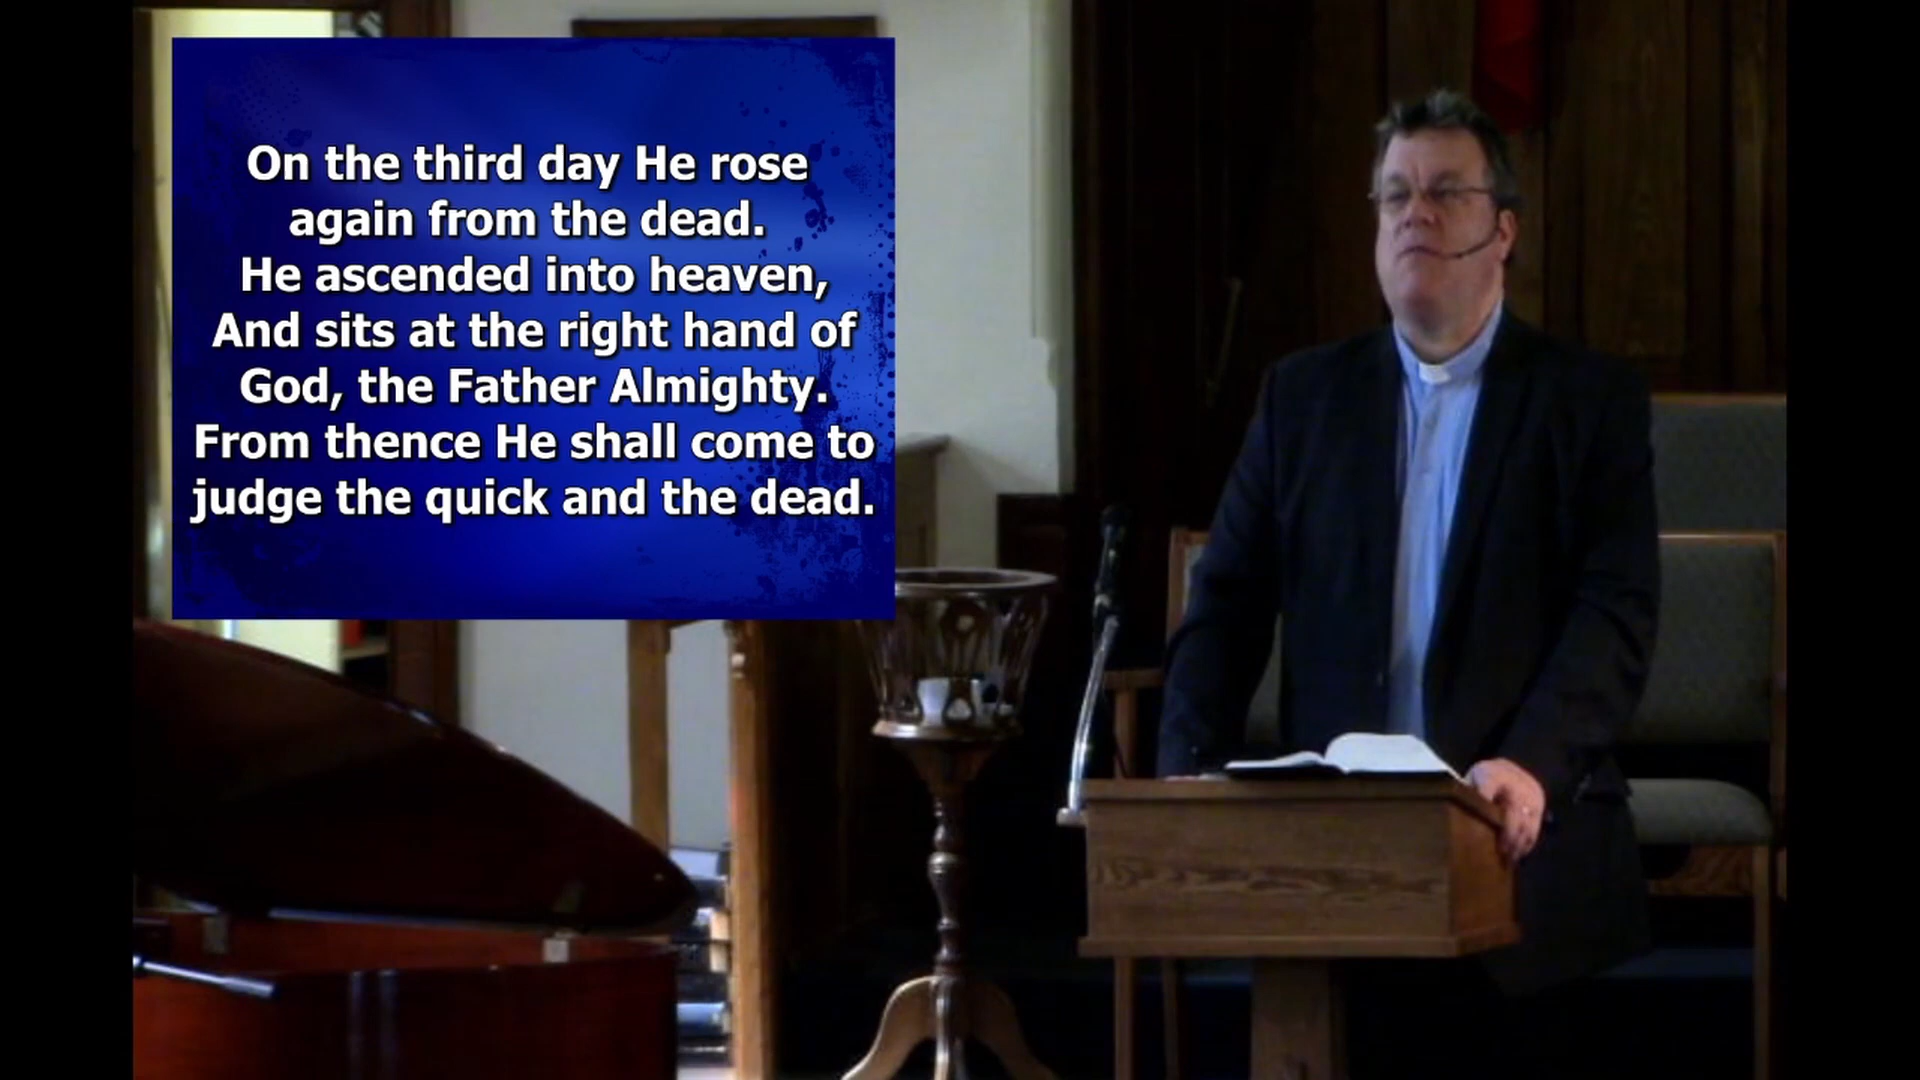 On the third day He rose
again from the dead.
He ascended into heaven,
And sits at the right hand of
God, the Father Almighty.
From thence He shall come to
judge the quick and the dead.